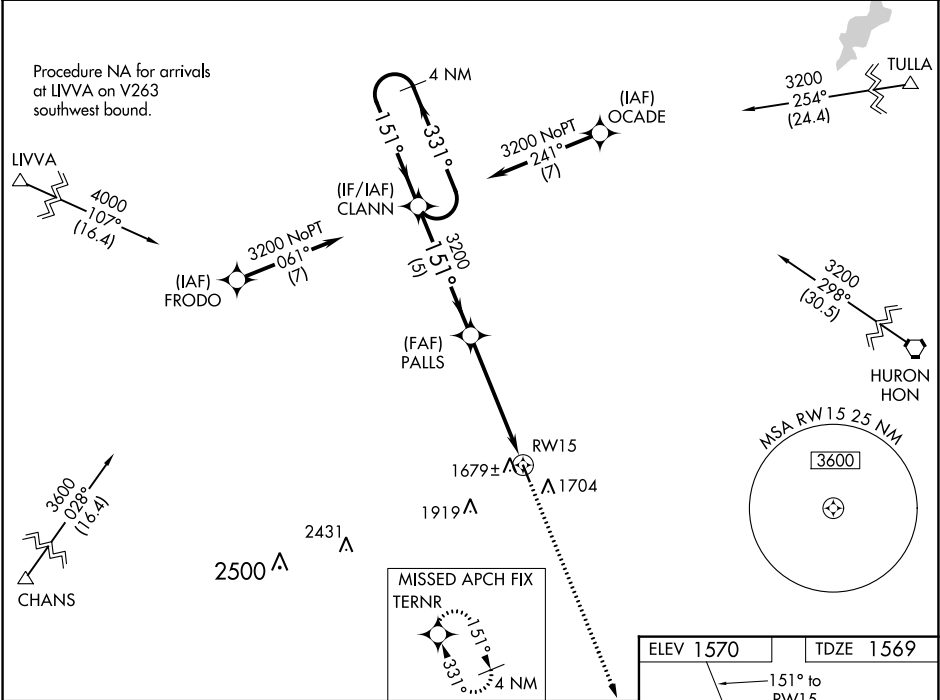 Procedure NA for arrivals
at LIVVA on V263
southwest bound.
4 NM
TULLA
3200
254°
(24.4)
(IAF)
OCADE
3200 NoPT
241°
(7)
151°
331°
LIVVA
4000
107°
(16.4)
(IF/IAF)
CLANN
3200 NoPT
061°
(7)
(IAF)
FRODO
3200
151°
(5)
3200
298°
(30.5)
(FAF)
PALLS
HURON
HON
MSA RW15 25 NM
3600
RW15
1679±
1704
1919
2431
2500
3600
028°
(16.4)
CHANS
MISSED APCH FIX
TERNR
151°
331°
4 NM
ELEV 1570
TDZE 1569
151° to
RW15